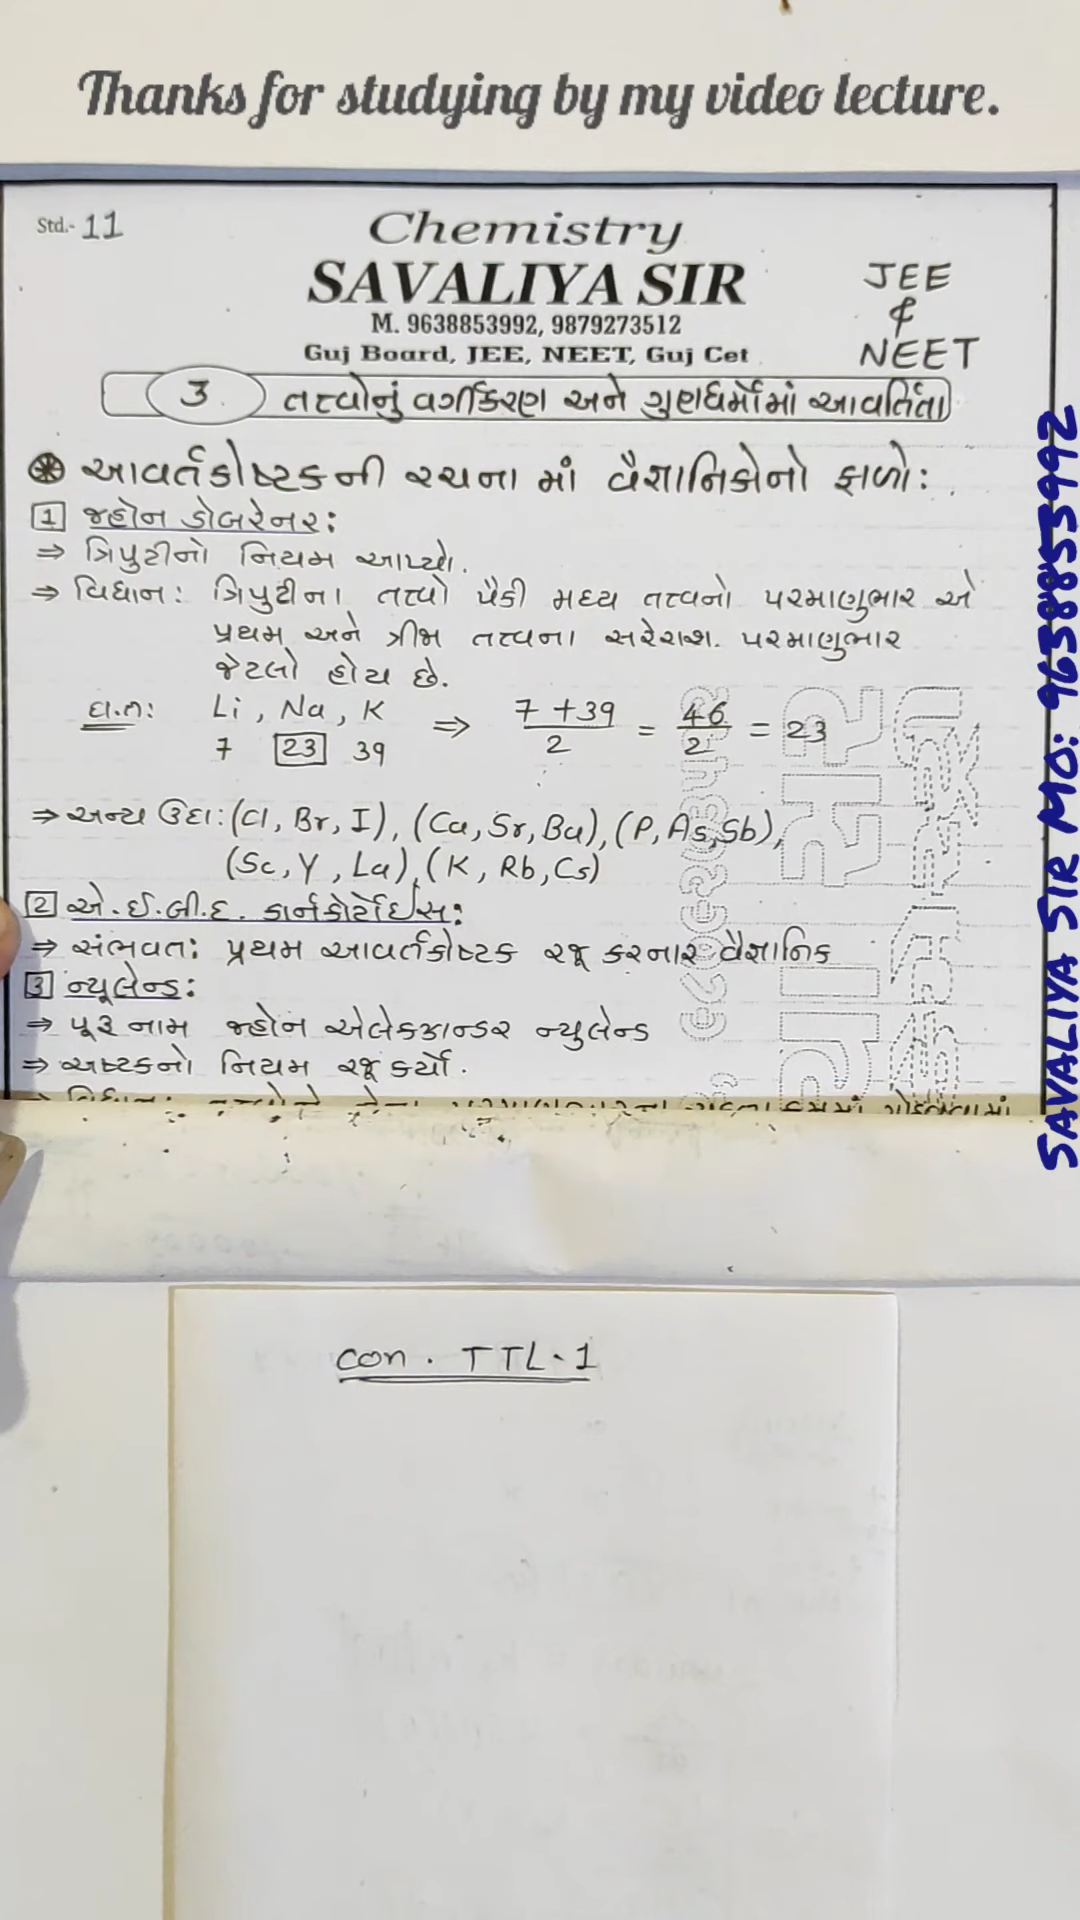 Thanks for studying by my video lecture.
Std.- 11
Chemistry
SAVALIYA SIR
M. 9638853992, 9879273512
Guj Board, JEE, NEET, Guj Cet
JEE
&
NEET
3. તત્ત્વોનું વર્ગીકરણ અને ગુણધર્મોમાં આવર્તિતા
આવર્તકોષ્ટકની રચના માં વૈજ્ઞાનિકોનો ફાળો:
1 જ્હોન ડોબરેનર:
⇒ ત્રિપુટીનો નિયમ આપ્યો.
⇒ વિધાન: ત્રિપુટીના તત્ત્વો પૈકી મધ્ય તત્ત્વનો પરમાણુભાર એ
પ્રથમ અને ત્રીજા તત્ત્વના સરેરાશ પરમાણુભાર
જેટલો હોય છે.
દા.ત: Li , Na , K ⇒ 7 + 39 / 2 = 46 / 2 = 23
7 23 39
⇒ અન્ય ઉદા: (Cl, Br, I), (Ca, Sr, Ba), (P, As, Sb),
(Sc, Y, La), (K, Rb, Cs)
2 એ.ઈ.બી.દ. કાર્નકોર્ટોઇસ:
⇒ સંભવત: પ્રથમ આવર્તકોષ્ટક રજૂ કરનાર વૈજ્ઞાનિક
3 ન્યૂલેન્ડ:
⇒ પૂરૂ નામ જ્હોન એલેકઝાન્ડર ન્યુલેન્ડ
⇒ અષ્ટકનો નિયમ રજૂ કર્યો.
SAVALIYA SIR MO: 9638853992
con. TTL-1